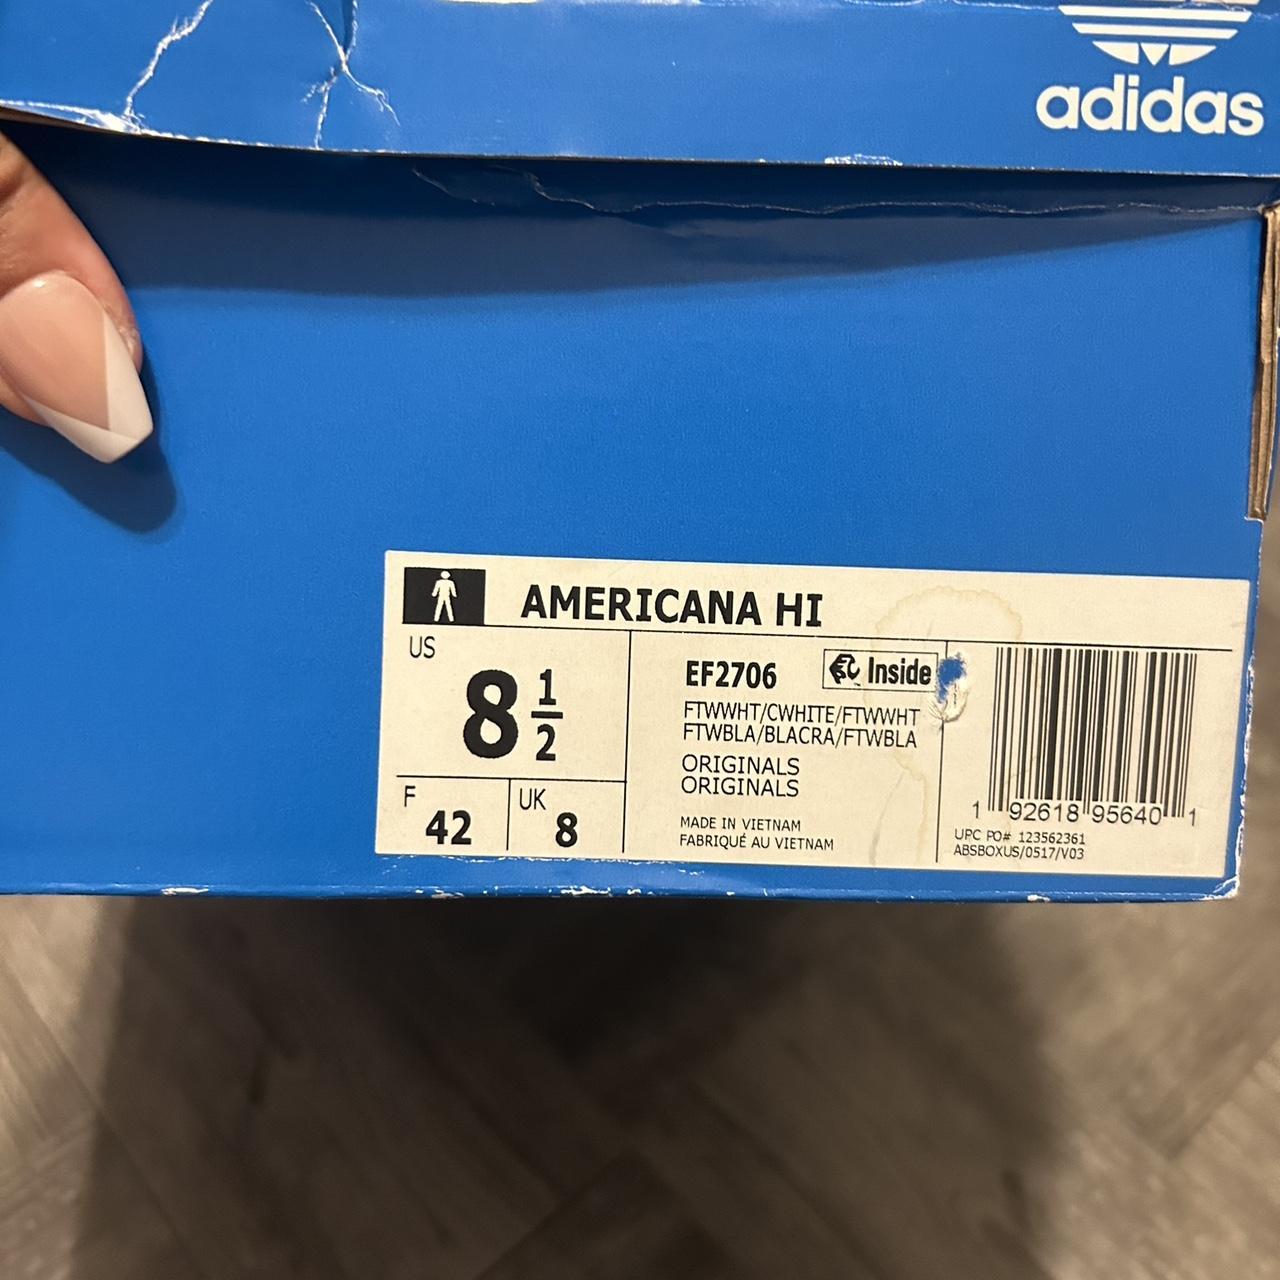 adidas
AMERICANA HI
US
8 1/2
F
42
UK
8
EF2706
Inside
FTWWHT/CWHITE/FTWWHT
FTWBLA/BLACRA/FTWBLA
ORIGINALS
ORIGINALS
MADE IN VIETNAM
FABRIQUÉ AU VIETNAM
1 92618 95640 1
UPC PO# 123562361
ABSBOXUS/0517/V03